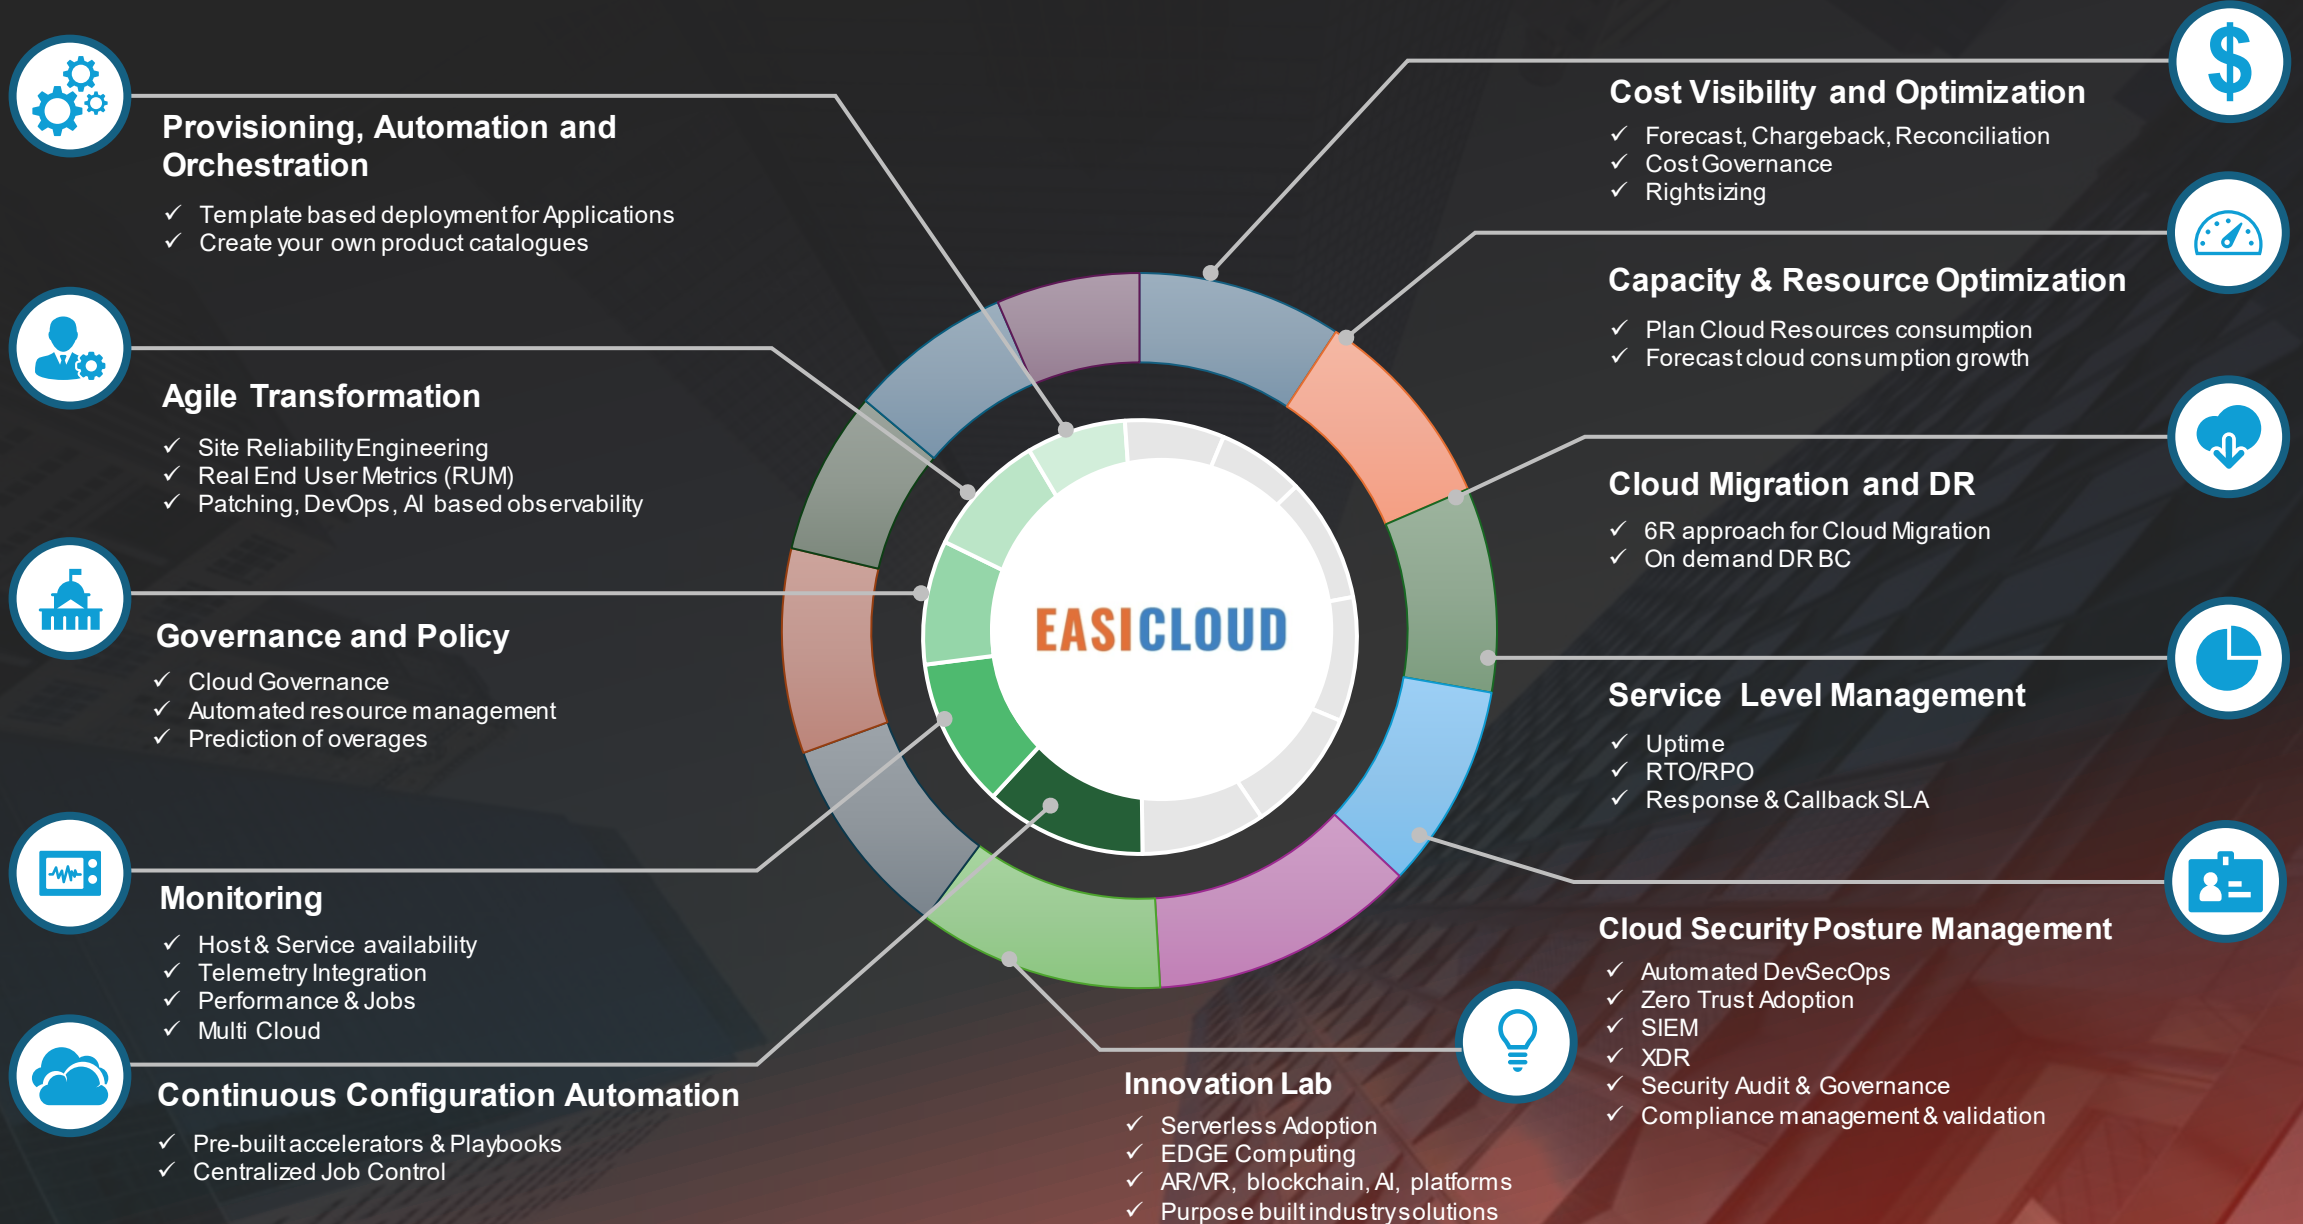 Provisioning, Automation and
Orchestration
✓ Template based deployment for Applications
✓ Create your own product catalogues
Agile Transformation
✓ Site Reliability Engineering
✓ Real End User Metrics (RUM)
✓ Patching, DevOps, AI based observability
Governance and Policy
✓ Cloud Governance
✓ Automated resource management
✓ Prediction of overages
Monitoring
✓ Host & Service availability
✓ Telemetry Integration
✓ Performance & Jobs
✓ Multi Cloud
Continuous Configuration Automation
✓ Pre-built accelerators & Playbooks
✓ Centralized Job Control
EASICLOUD
$
Cost Visibility and Optimization
✓ Forecast, Chargeback, Reconciliation
✓ Cost Governance
✓ Rightsizing
Capacity & Resource Optimization
✓ Plan Cloud Resources consumption
✓ Forecast cloud consumption growth
Cloud Migration and DR
✓ 6R approach for Cloud Migration
✓ On demand DR BC
Service Level Management
✓ Uptime
✓ RTO/RPO
✓ Response & Callback SLA
Cloud Security Posture Management
✓ Automated DevSecOps
✓ Zero Trust Adoption
✓ SIEM
✓ XDR
✓ Security Audit & Governance
✓ Compliance management & validation
Innovation Lab
✓ Serverless Adoption
✓ EDGE Computing
✓ AR/VR, blockchain, AI, platforms
✓ Purpose built industry solutions